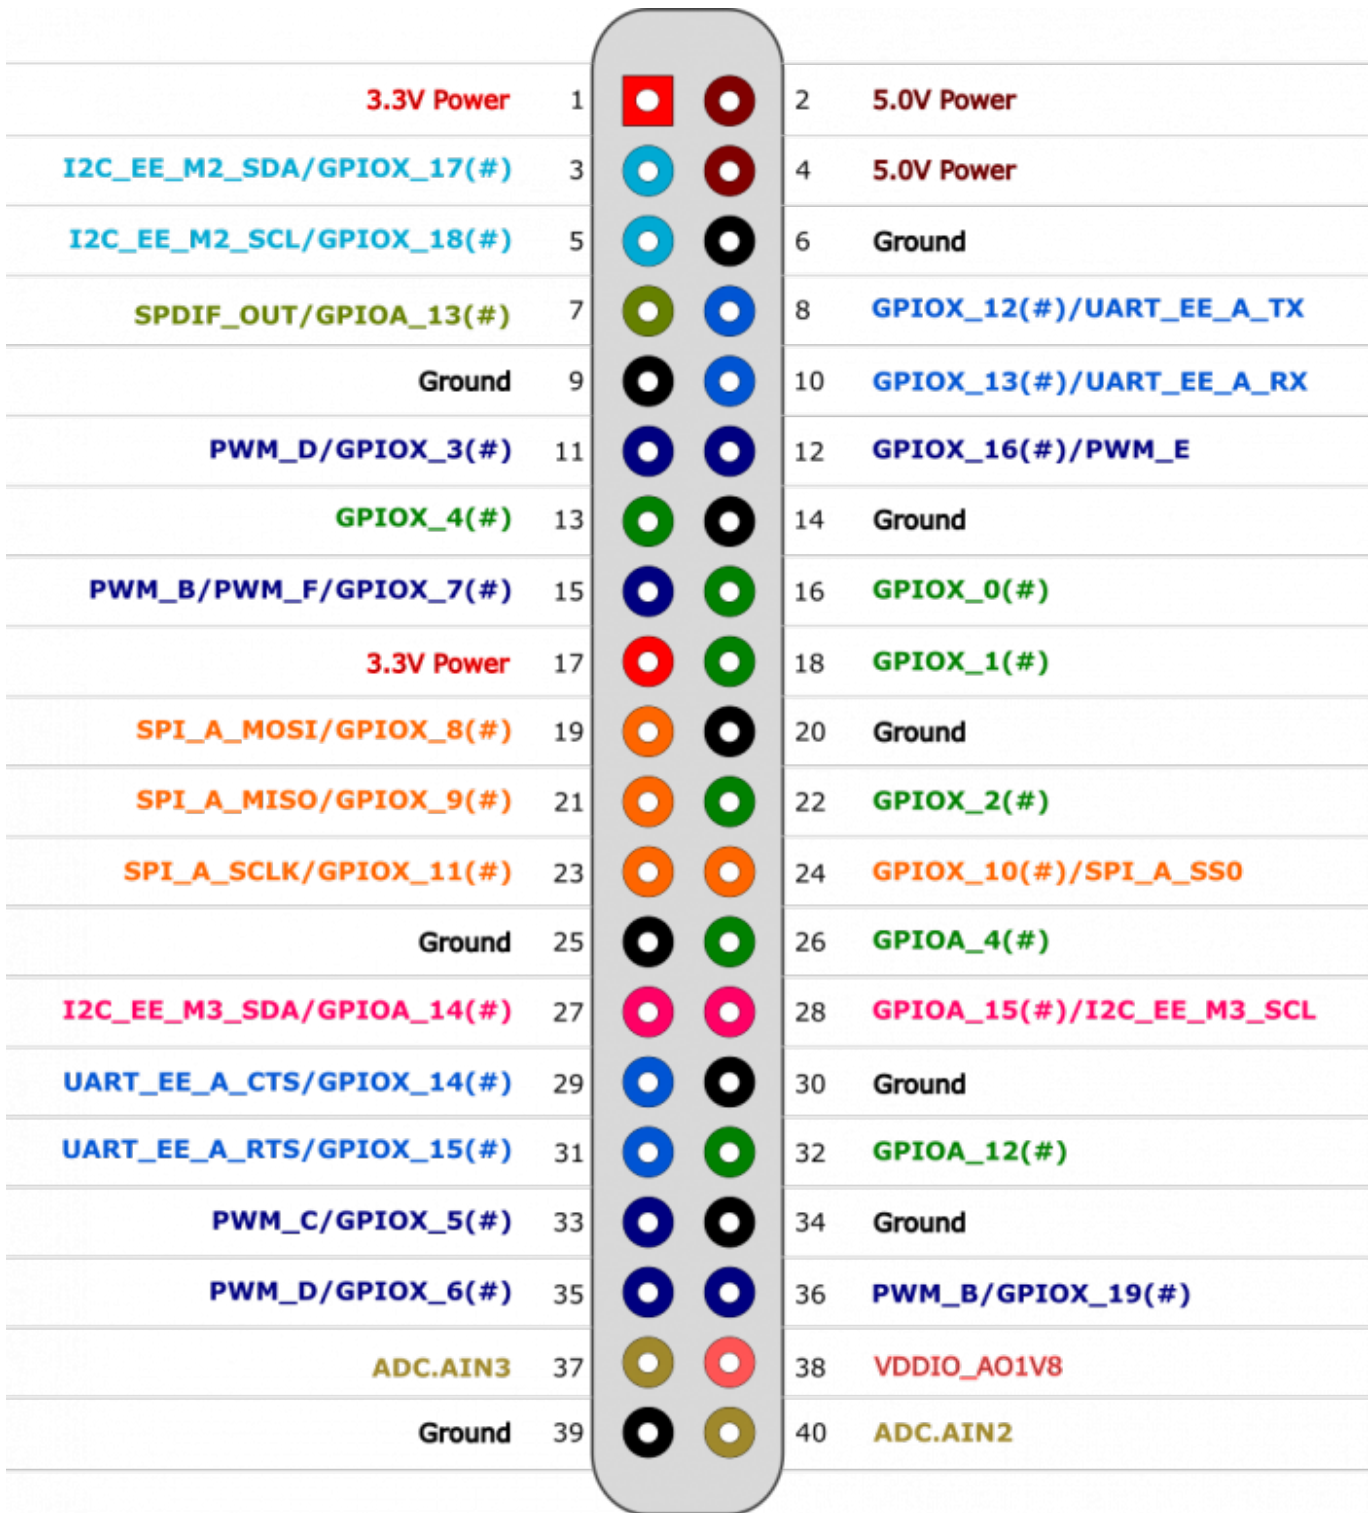 3.3V Power 1 2 5.0V Power
I2C_EE_M2_SDA/GPIOX_17(#) 3 4 5.0V Power
I2C_EE_M2_SCL/GPIOX_18(#) 5 6 Ground
SPDIF_OUT/GPIOA_13(#) 7 8 GPIOX_12(#)/UART_EE_A_TX
Ground 9 10 GPIOX_13(#)/UART_EE_A_RX
PWM_D/GPIOX_3(#) 11 12 GPIOX_16(#)/PWM_E
GPIOX_4(#) 13 14 Ground
PWM_B/PWM_F/GPIOX_7(#) 15 16 GPIOX_0(#)
3.3V Power 17 18 GPIOX_1(#)
SPI_A_MOSI/GPIOX_8(#) 19 20 Ground
SPI_A_MISO/GPIOX_9(#) 21 22 GPIOX_2(#)
SPI_A_SCLK/GPIOX_11(#) 23 24 GPIOX_10(#)/SPI_A_SS0
Ground 25 26 GPIOA_4(#)
I2C_EE_M3_SDA/GPIOA_14(#) 27 28 GPIOA_15(#)/I2C_EE_M3_SCL
UART_EE_A_CTS/GPIOX_14(#) 29 30 Ground
UART_EE_A_RTS/GPIOX_15(#) 31 32 GPIOA_12(#)
PWM_C/GPIOX_5(#) 33 34 Ground
PWM_D/GPIOX_6(#) 35 36 PWM_B/GPIOX_19(#)
ADC.AIN3 37 38 VDDIO_AO1V8
Ground 39 40 ADC.AIN2